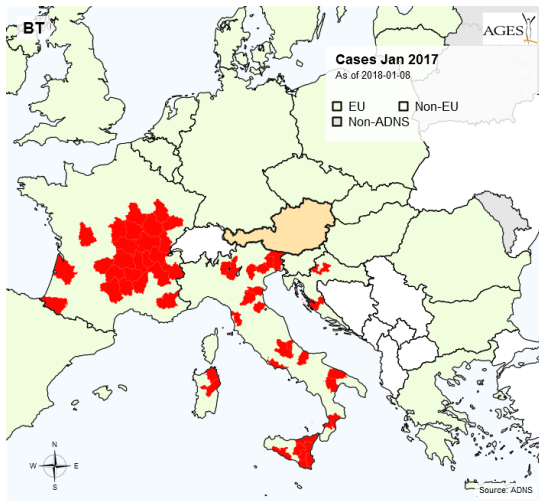 BT
AGES
Cases Jan 2017
As of 2018-01-08
EU Non-EU
Non-ADNS
N
W E
S
Source: ADNS